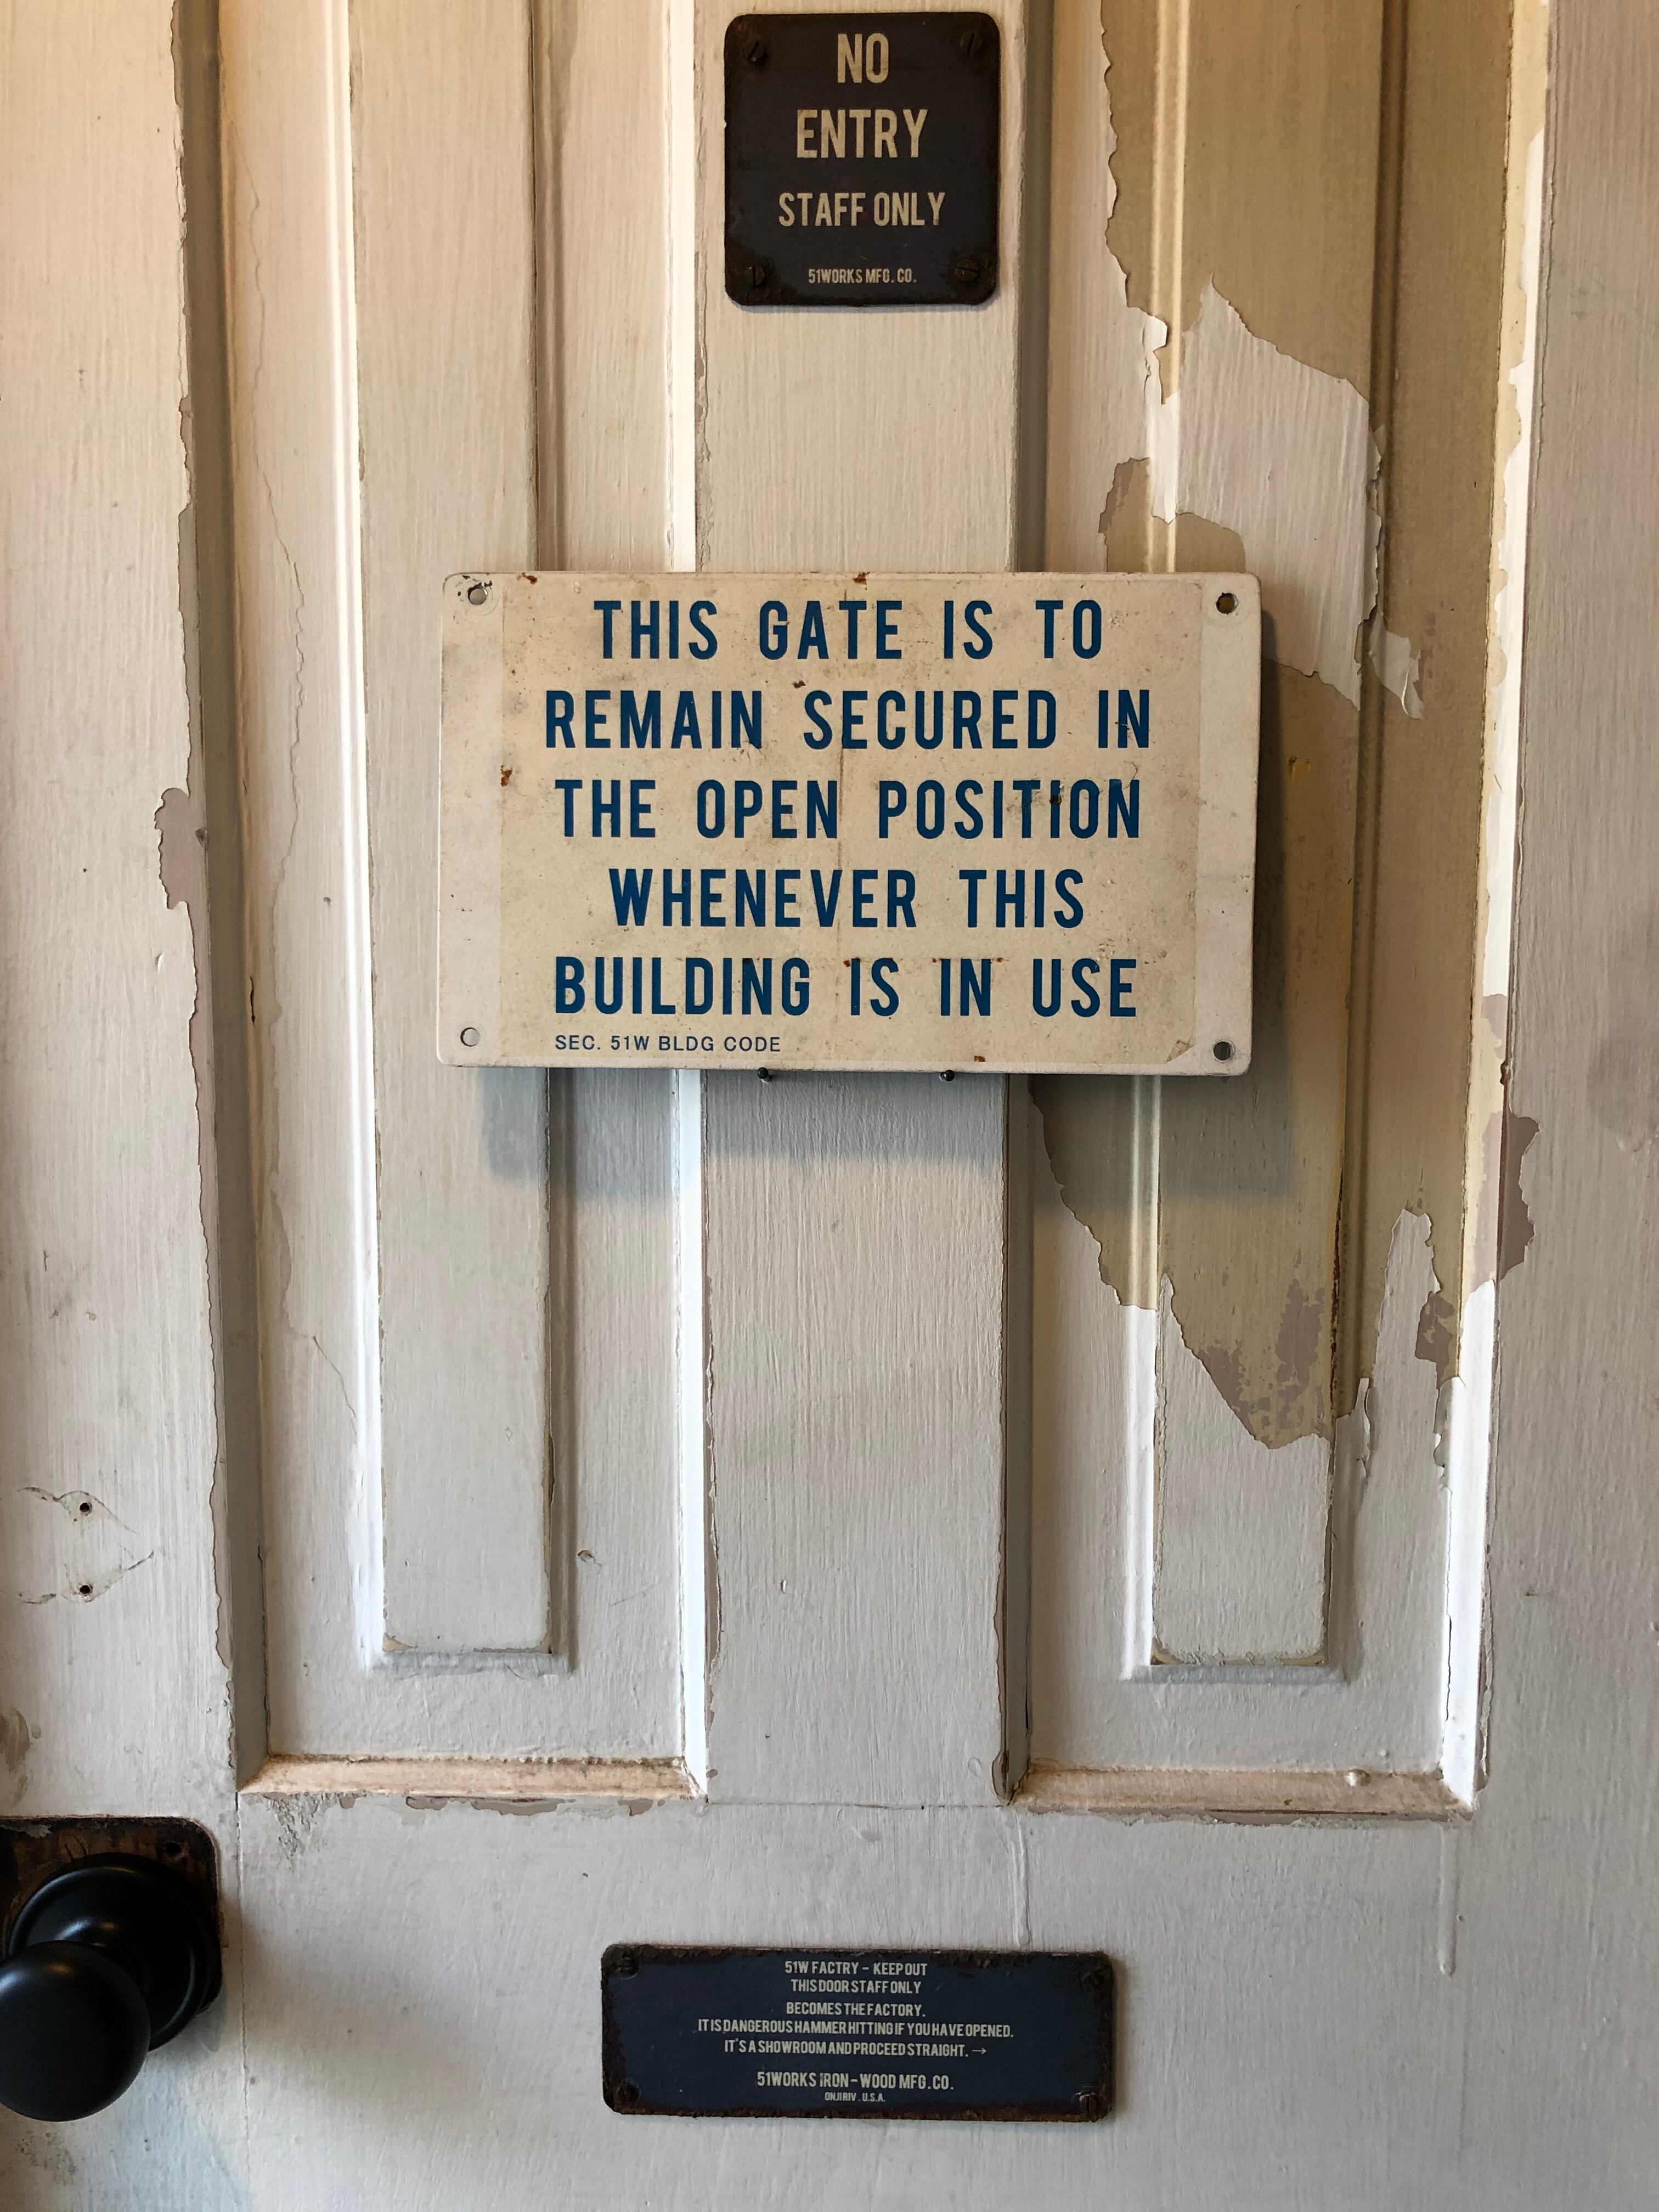 NO
ENTRY
STAFF ONLY
51WORKS MFG. CO.
THIS GATE IS TO
REMAIN SECURED IN
THE OPEN POSITION
WHENEVER THIS
BUILDING IS IN USE
SEC. 51W BLDG CODE
51W FACTRY - KEEP OUT
THIS DOOR STAFF ONLY
BECOMES THE FACTORY.
IT IS DANGEROUS HAMMER HITTING IF YOU HAVE OPENED.
IT'S A SHOWROOM AND PROCEED STRAIGHT. →
51WORKS IRON-WOOD MFG. CO.
ONJIRIV. U.S.A.